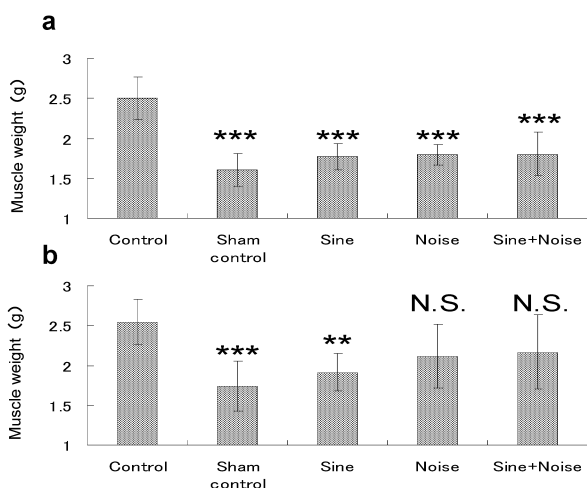 a
Muscle weight (g)
3
2.5
2
1.5
1
***
***
***
***
Control
Sham
control
Sine
Noise
Sine+Noise
b
Muscle weight (g)
3
2.5
2
1.5
1
***
**
N.S.
N.S.
Control
Sham
control
Sine
Noise
Sine+Noise